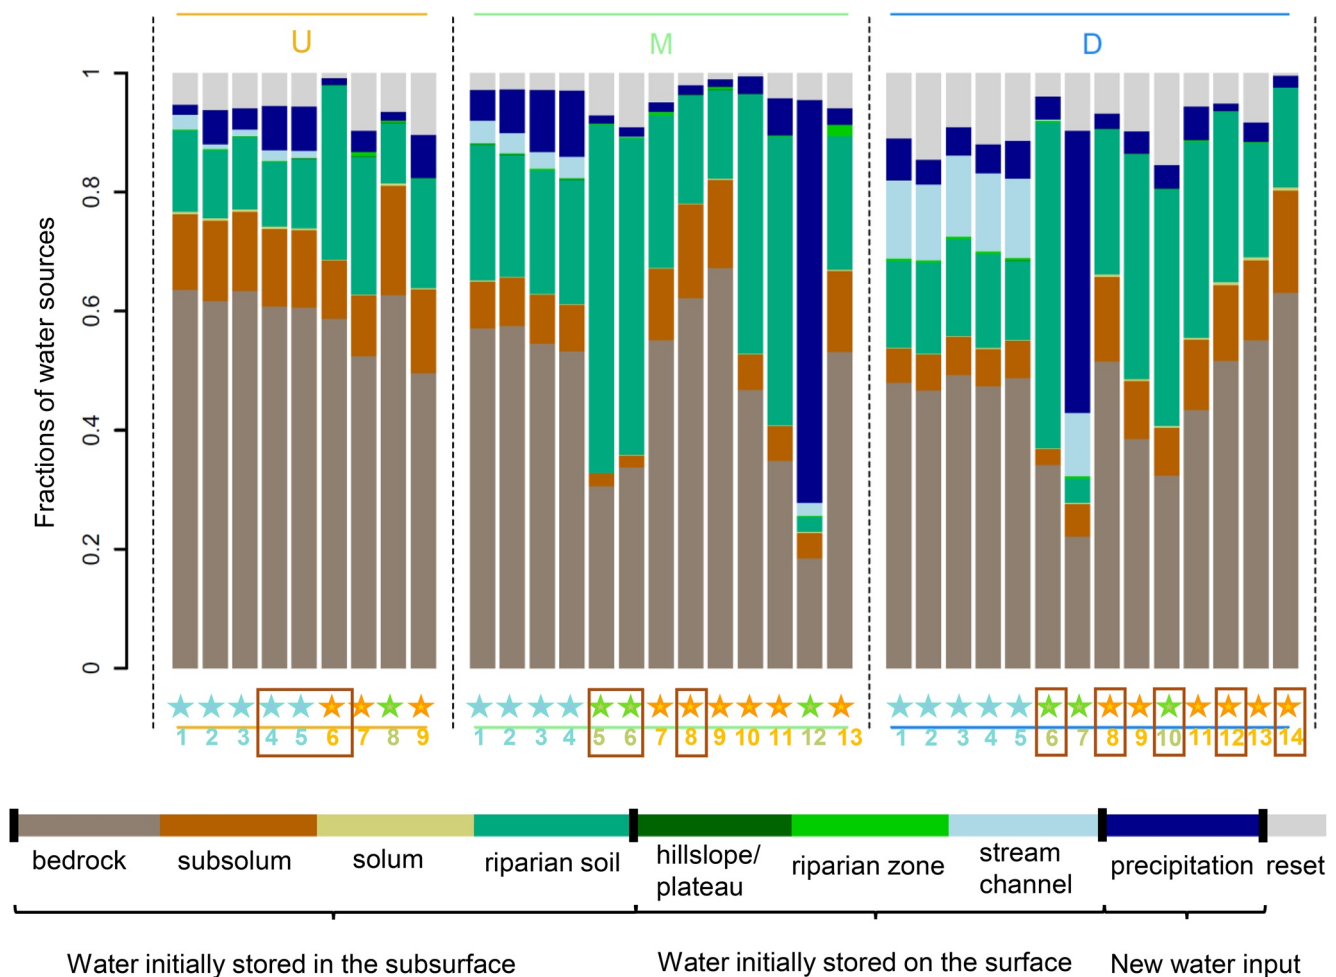 U M D
Fractions of water sources
1
0.8
0.6
0.4
0.2
0
1 2 3 4 5 6 7 8 9 1 2 3 4 5 6 7 8 9 10 11 12 13 1 2 3 4 5 6 7 8 9 10 11 12 13 14
bedrock subsolum solum riparian soil hillslope/ riparian zone stream precipitation reset
plateau channel
Water initially stored in the subsurface Water initially stored on the surface New water input